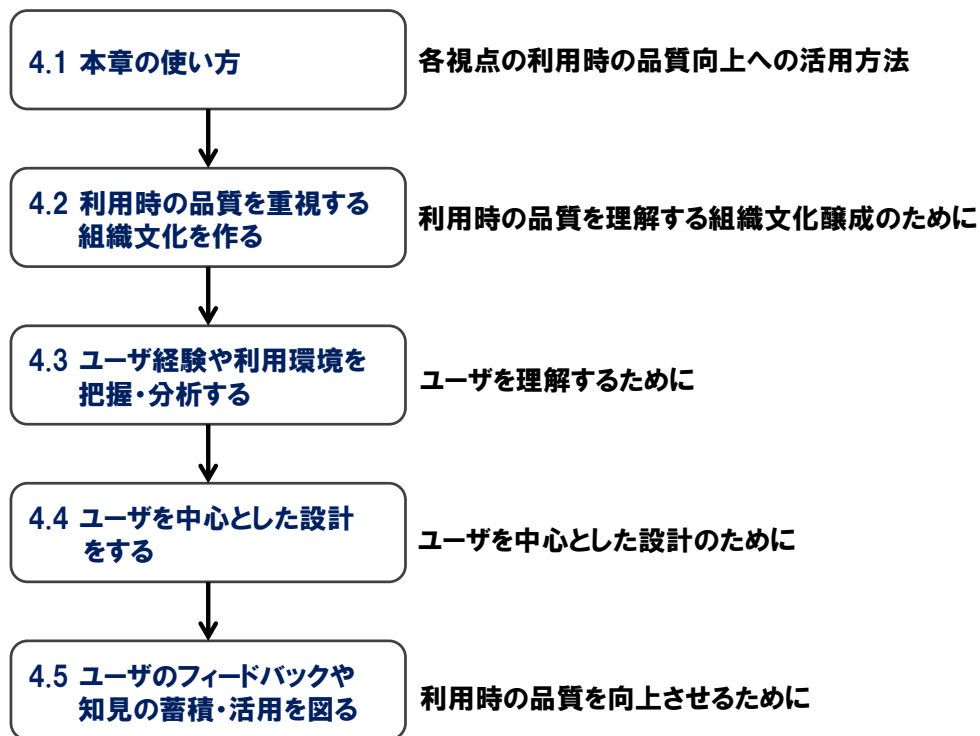 4.1 本章の使い方
各視点の利用時の品質向上への活用方法
4.2 利用時の品質を重視する
組織文化を作る
利用時の品質を理解する組織文化醸成のために
4.3 ユーザ経験や利用環境を
把握・分析する
ユーザを理解するために
4.4 ユーザを中心とした設計
をする
ユーザを中心とした設計のために
4.5 ユーザのフィードバックや
知見の蓄積・活用を図る
利用時の品質を向上させるために